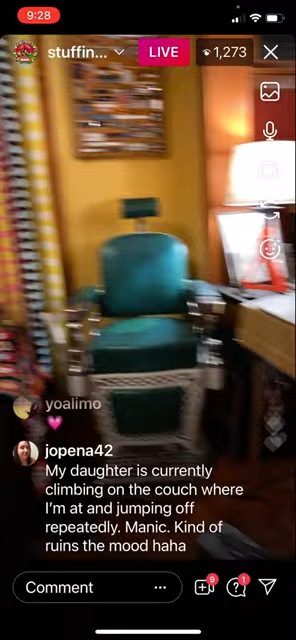 9:28
stuffin...
LIVE
1,273
yoalimo
💗
jopena42
My daughter is currently
climbing on the couch where
I'm at and jumping off
repeatedly. Manic. Kind of
ruins the mood haha
Comment
9
1